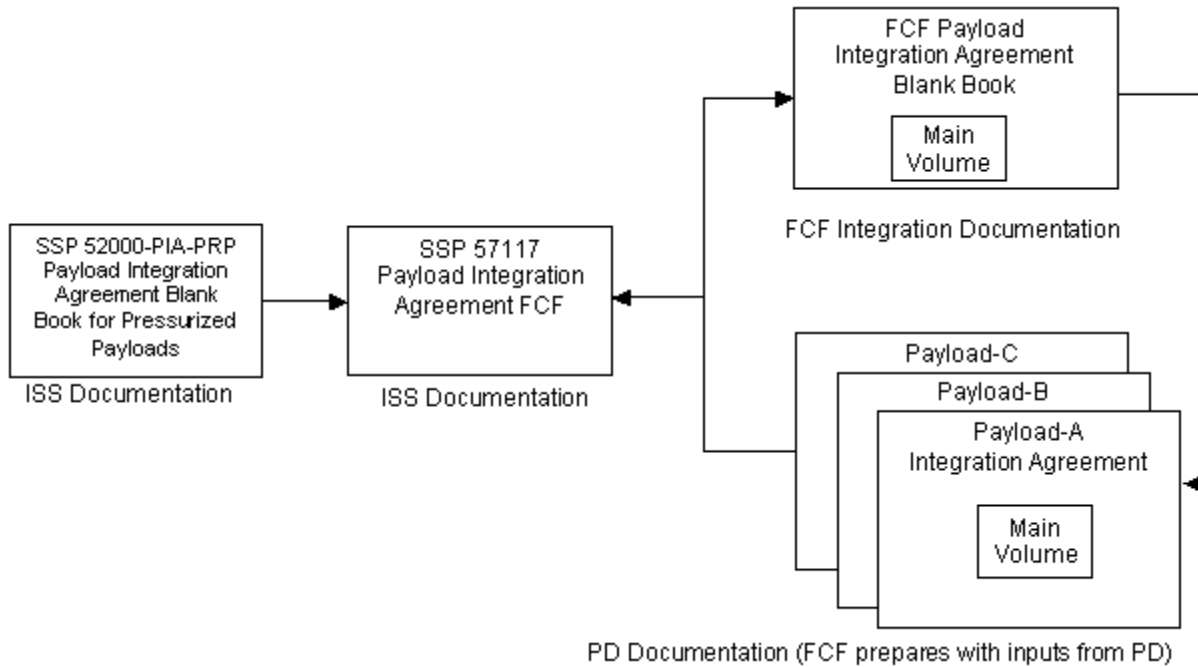 FCF Payload
Integration Agreement
Blank Book
Main
Volume
FCF Integration Documentation
SSP 52000-PIA-PRP
Payload Integration
Agreement Blank
Book for Pressurized
Payloads
ISS Documentation
SSP 57117
Payload Integration
Agreement FCF
ISS Documentation
Payload-C
Payload-B
Payload-A
Integration Agreement
Main
Volume
PD Documentation (FCF prepares with inputs from PD)